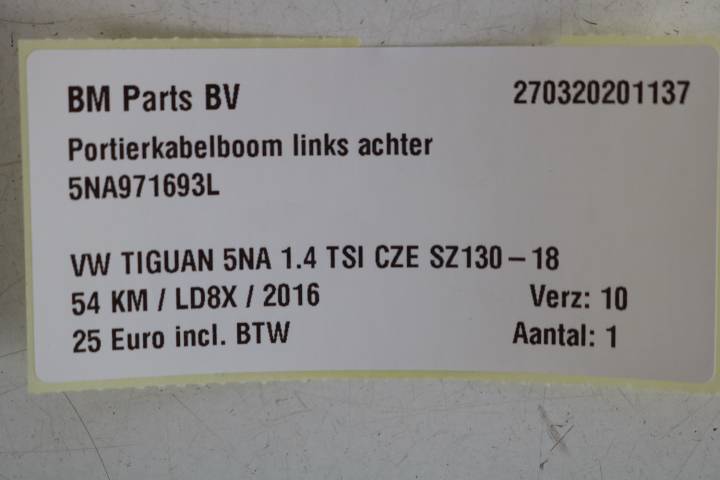 BM Parts BV 270320201137
Portierkabelboom links achter
5NA971693L
VW TIGUAN 5NA 1.4 TSI CZE SZ130-18
54 KM / LD8X / 2016 Verz: 10
25 Euro incl. BTW Aantal: 1